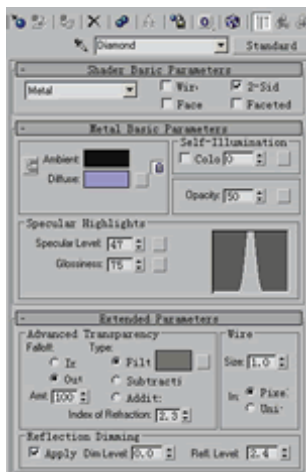 Diamond Standard
Shader Basic Parameters
Metal Wir 2-Sid
Face Faceted
Metal Basic Parameters
Self-Illumination
Ambient: Colo 0
Diffuse:
Opacity: 50
Specular Highlights
Specular Level: 47
Glossiness: 75
Extended Parameters
Advanced Transparency Wire
Falloff: Type:
In Filt Size: 1.0
Out Subtracti In: Pixe
Amt: 100 Addit: Uni
Index of Refraction: 2.3
Reflection Dimming
Apply Dim Level: 0.0 Refl. Level: 2.4